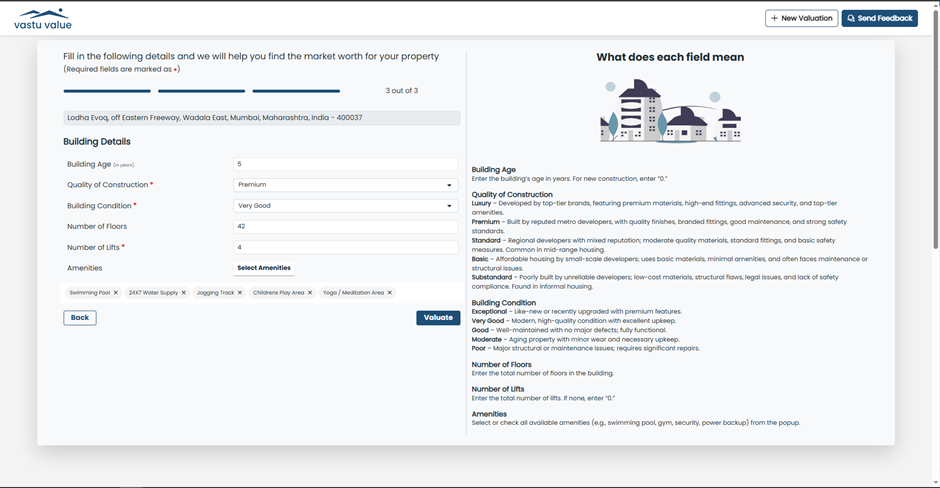 vastu value
+ New Valuation
Send Feedback
Fill in the following details and we will help you find the market worth for your property
(Required fields are marked as *)
3 out of 3
Lodha Evoq, off Eastern Freeway, Wadala East, Mumbai, Maharashtra, India - 400037
Building Details
Building Age (in years)
5
Quality of Construction *
Premium
Building Condition *
Very Good
Number of Floors
42
Number of Lifts *
4
Amenities
Select Amenities
Swimming Pool ✕ 24X7 Water Supply ✕ Jogging Track ✕ Childrens Play Area ✕ Yoga / Meditation Area ✕
Back
Valuate
What does each field mean
Building Age
Enter the building's age in years. For new construction, enter "0."
Quality of Construction
Luxury – Developed by top-tier brands, featuring premium materials, high-end fittings, advanced security, and top-tier
amenities.
Premium – Built by reputed metro developers, with quality finishes, branded fittings, good maintenance, and strong safety
standards.
Standard – Regional developers with mixed reputation; moderate quality materials, standard fittings, and basic safety
measures. Common in mid-range housing.
Basic – Affordable housing by small-scale developers; uses basic materials, minimal amenities, and often faces maintenance or
structural issues.
Substandard – Poorly built by unreliable developers; low-cost materials, structural flaws, legal issues, and lack of safety
compliance. Found in informal housing.
Building Condition
Exceptional – Like-new or recently upgraded with premium features.
Very Good – Modern, high-quality condition with excellent upkeep.
Good – Well-maintained with no major defects; fully functional.
Moderate – Aging property with minor wear and necessary upkeep.
Poor – Major structural or maintenance issues; requires significant repairs.
Number of Floors
Enter the total number of floors in the building.
Number of Lifts
Enter the total number of lifts. If none, enter "0."
Amenities
Select or check all available amenities (e.g., swimming pool, gym, security, power backup) from the popup.